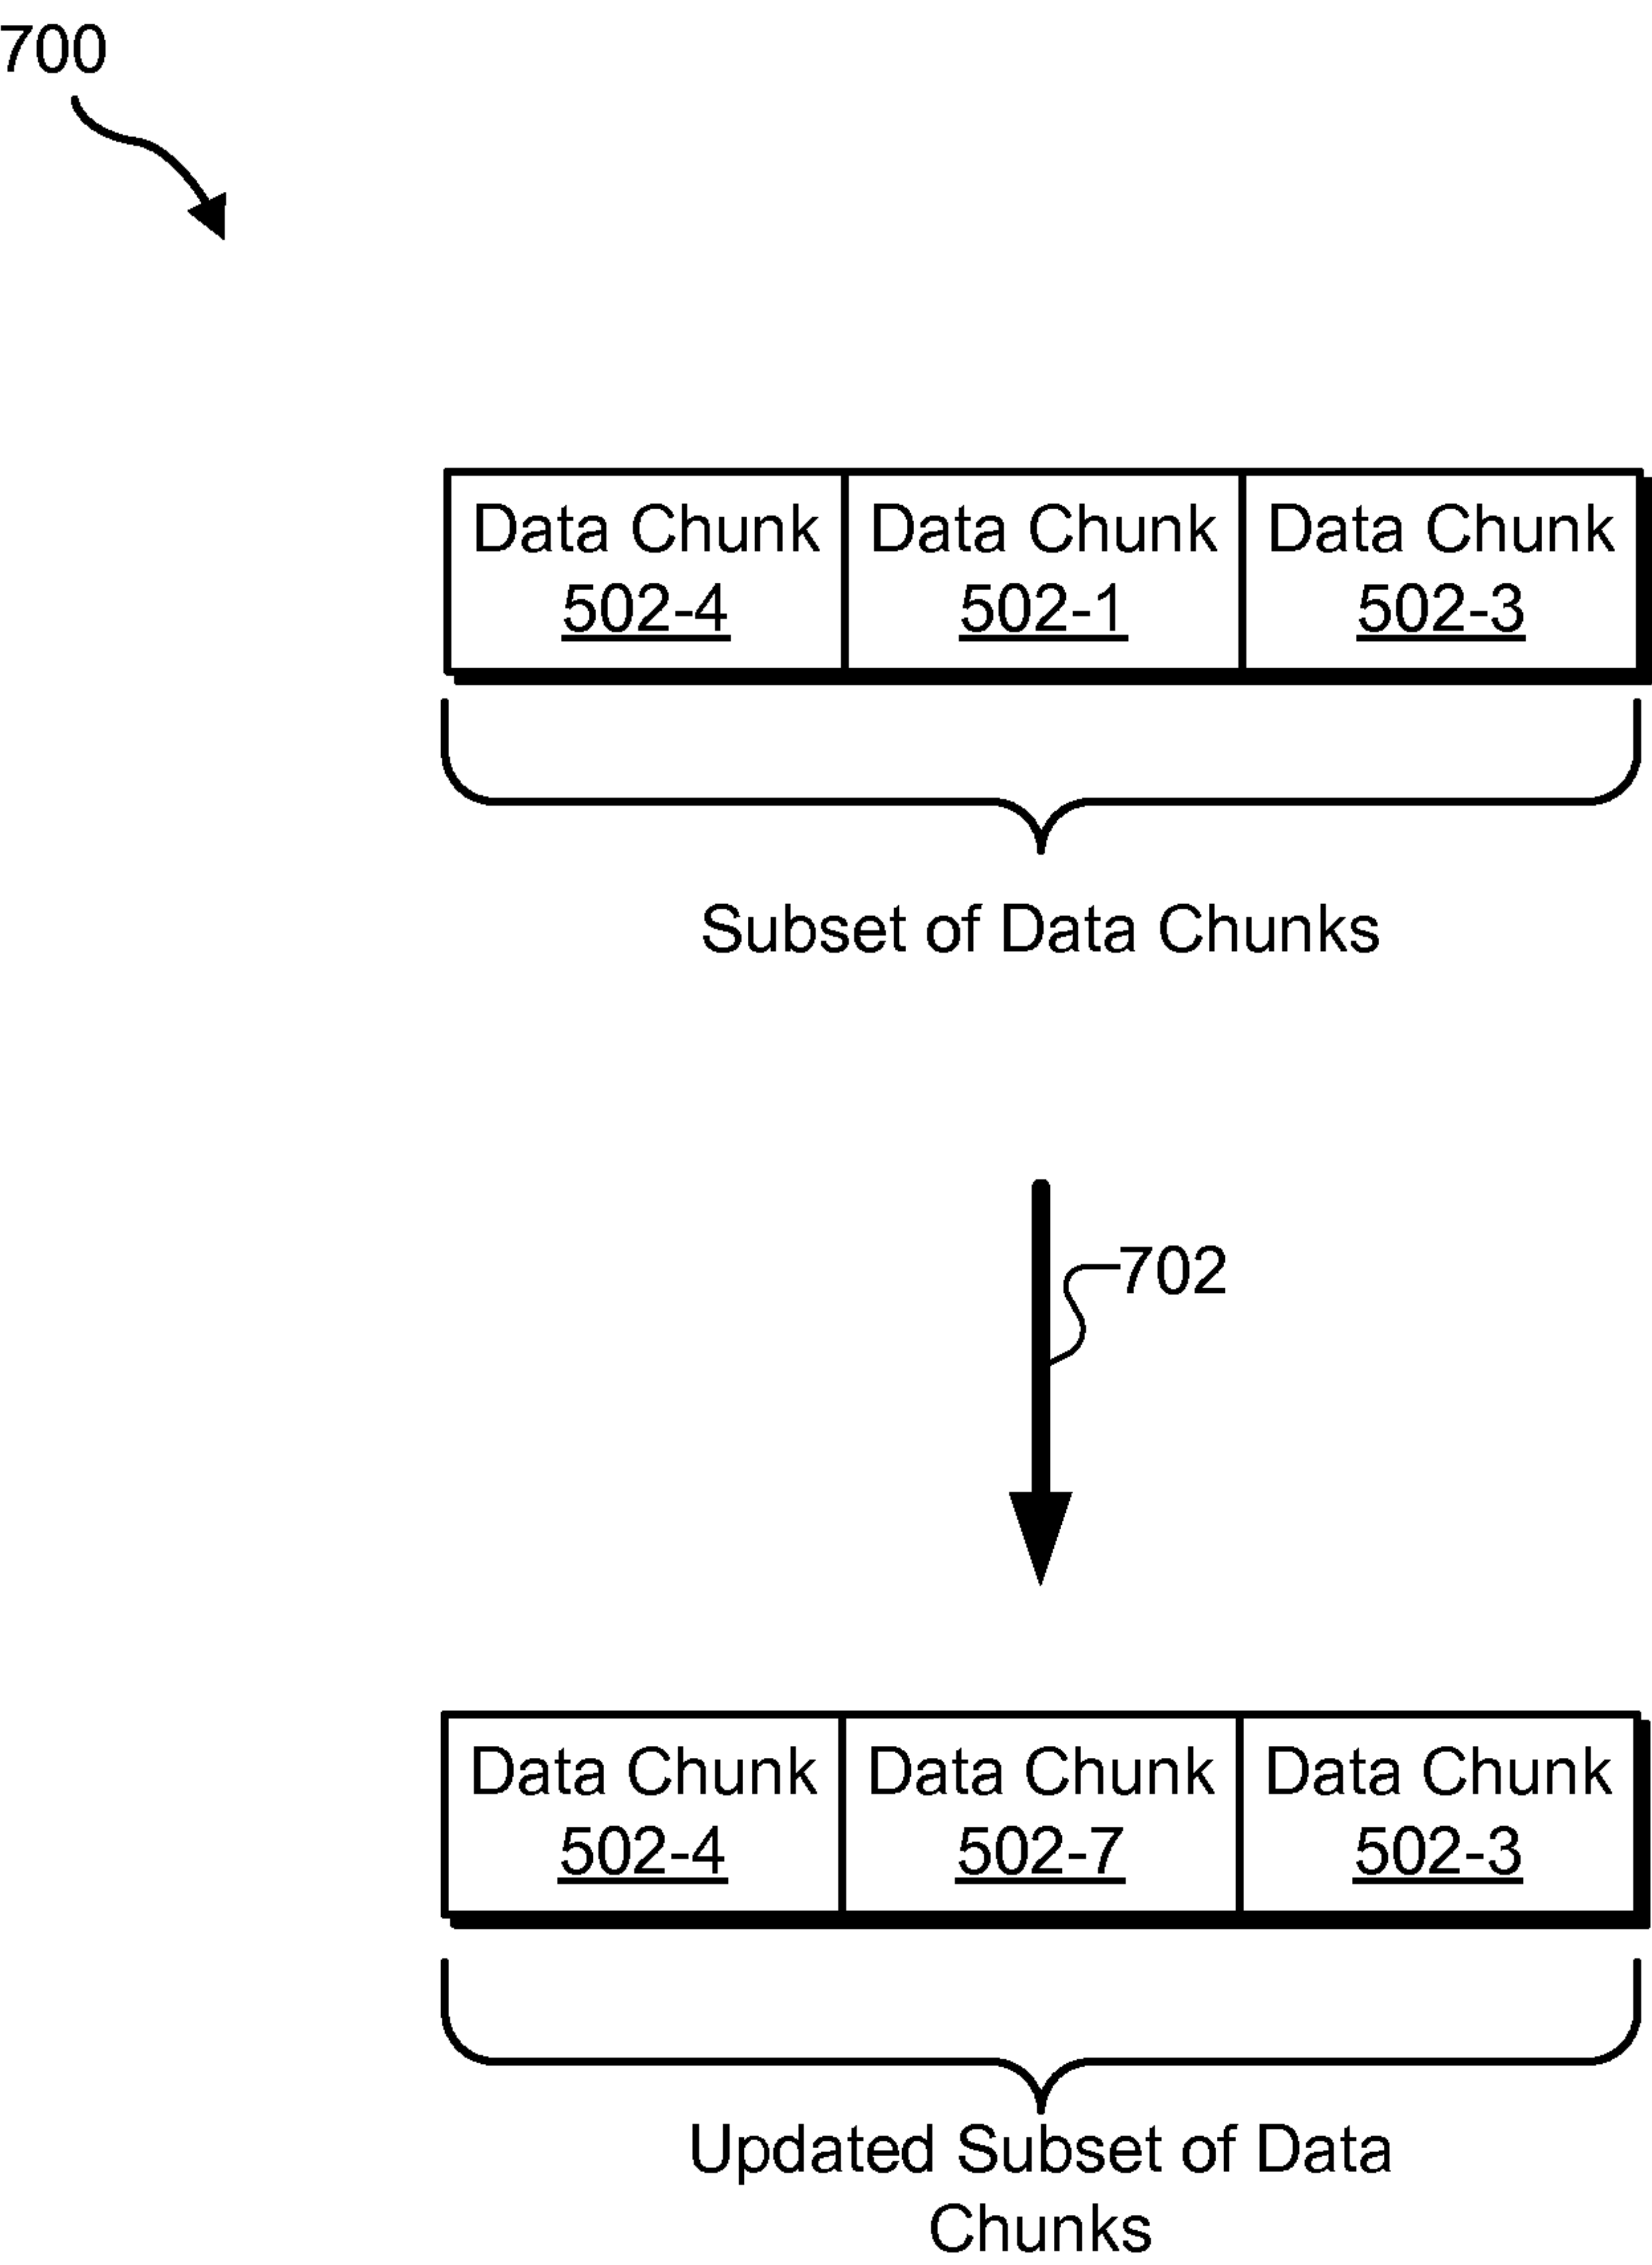 700
Data Chunk Data Chunk Data Chunk
502-4 502-1 502-3
Subset of Data Chunks
702
Data Chunk Data Chunk Data Chunk
502-4 502-7 502-3
Updated Subset of Data
Chunks